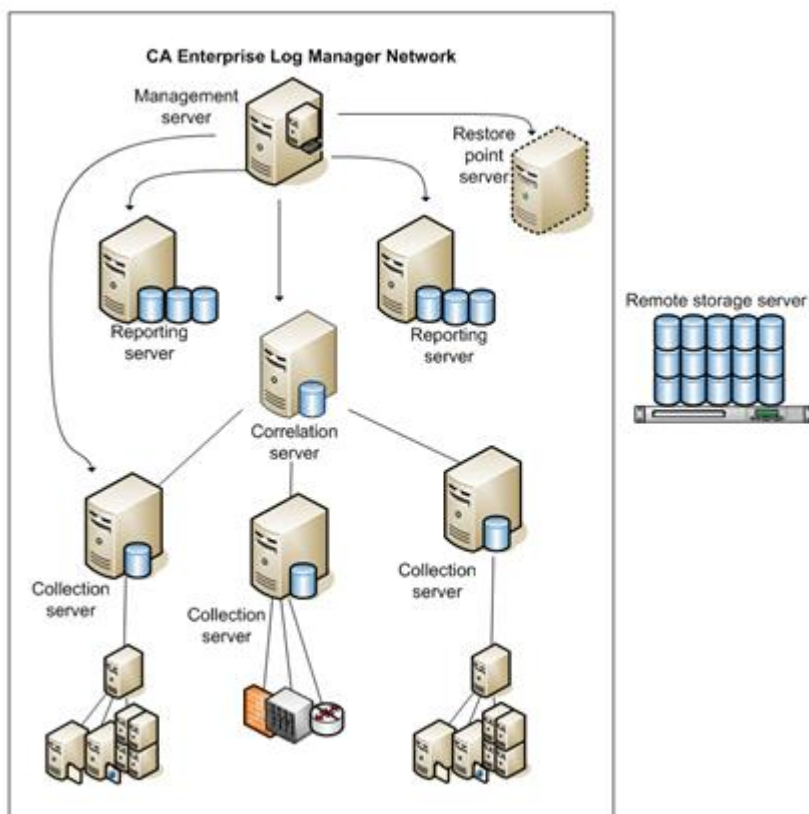 CA Enterprise Log Manager Network
Management
server
Restore
point
server
Reporting
server
Reporting
server
Remote storage server
Correlation
server
Collection
server
Collection
server
Collection
server